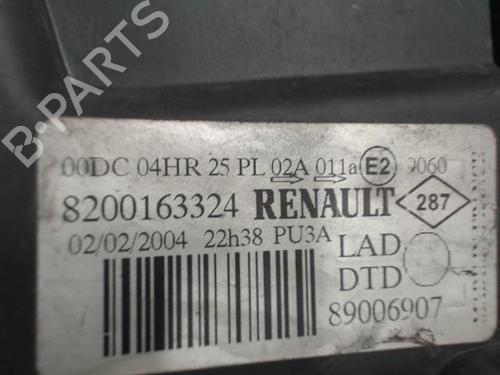 B-PARTS
00DC 04HR 25 PL 02A 011a E2 9060
8200163324 RENAULT 287
02/02/2004 22h38 PU3A LAD
DTD
89006907